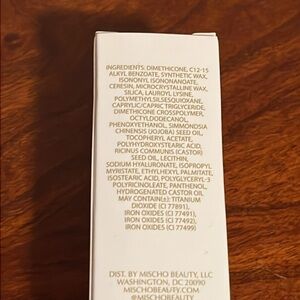 INGREDIENTS: DIMETHICONE, C12-15
ALKYL BENZOATE, SYNTHETIC WAX,
ISONONYL ISONONANOATE,
CERESIN, MICROCRYSTALLINE WAX,
SILICA, LAUROYL LYSINE,
POLYMETHYLSILSESQUIOXANE,
CAPRYLIC/CAPRIC TRIGLYCERIDE,
DIMETHICONE CROSSPOLYMER,
OCTYLDODECANOL,
PHENOXYETHANOL, SIMMONDSIA
CHINENSIS (JOJOBA) SEED OIL,
TOCOPHERYL ACETATE,
POLYHYDROXYSTEARIC ACID,
RICINUS COMMUNIS (CASTOR)
SEED OIL, LECITHIN,
SODIUM HYALURONATE, ISOPROPYL
MYRISTATE, ETHYLHEXYL PALMITATE,
ISOSTEARIC ACID, POLYGLYCERYL-3
POLYRICINOLEATE, PANTHENOL,
HYDROGENATED CASTOR OIL
MAY CONTAIN(±): TITANIUM
DIOXIDE (CI 77891),
IRON OXIDES (CI 77491),
IRON OXIDES (CI 77492),
IRON OXIDES (CI 77499)
DIST. BY MISCHO BEAUTY, LLC
WASHINGTON, DC 20090
MISCHOBEAUTY.COM
@MISCHOBEAUTY